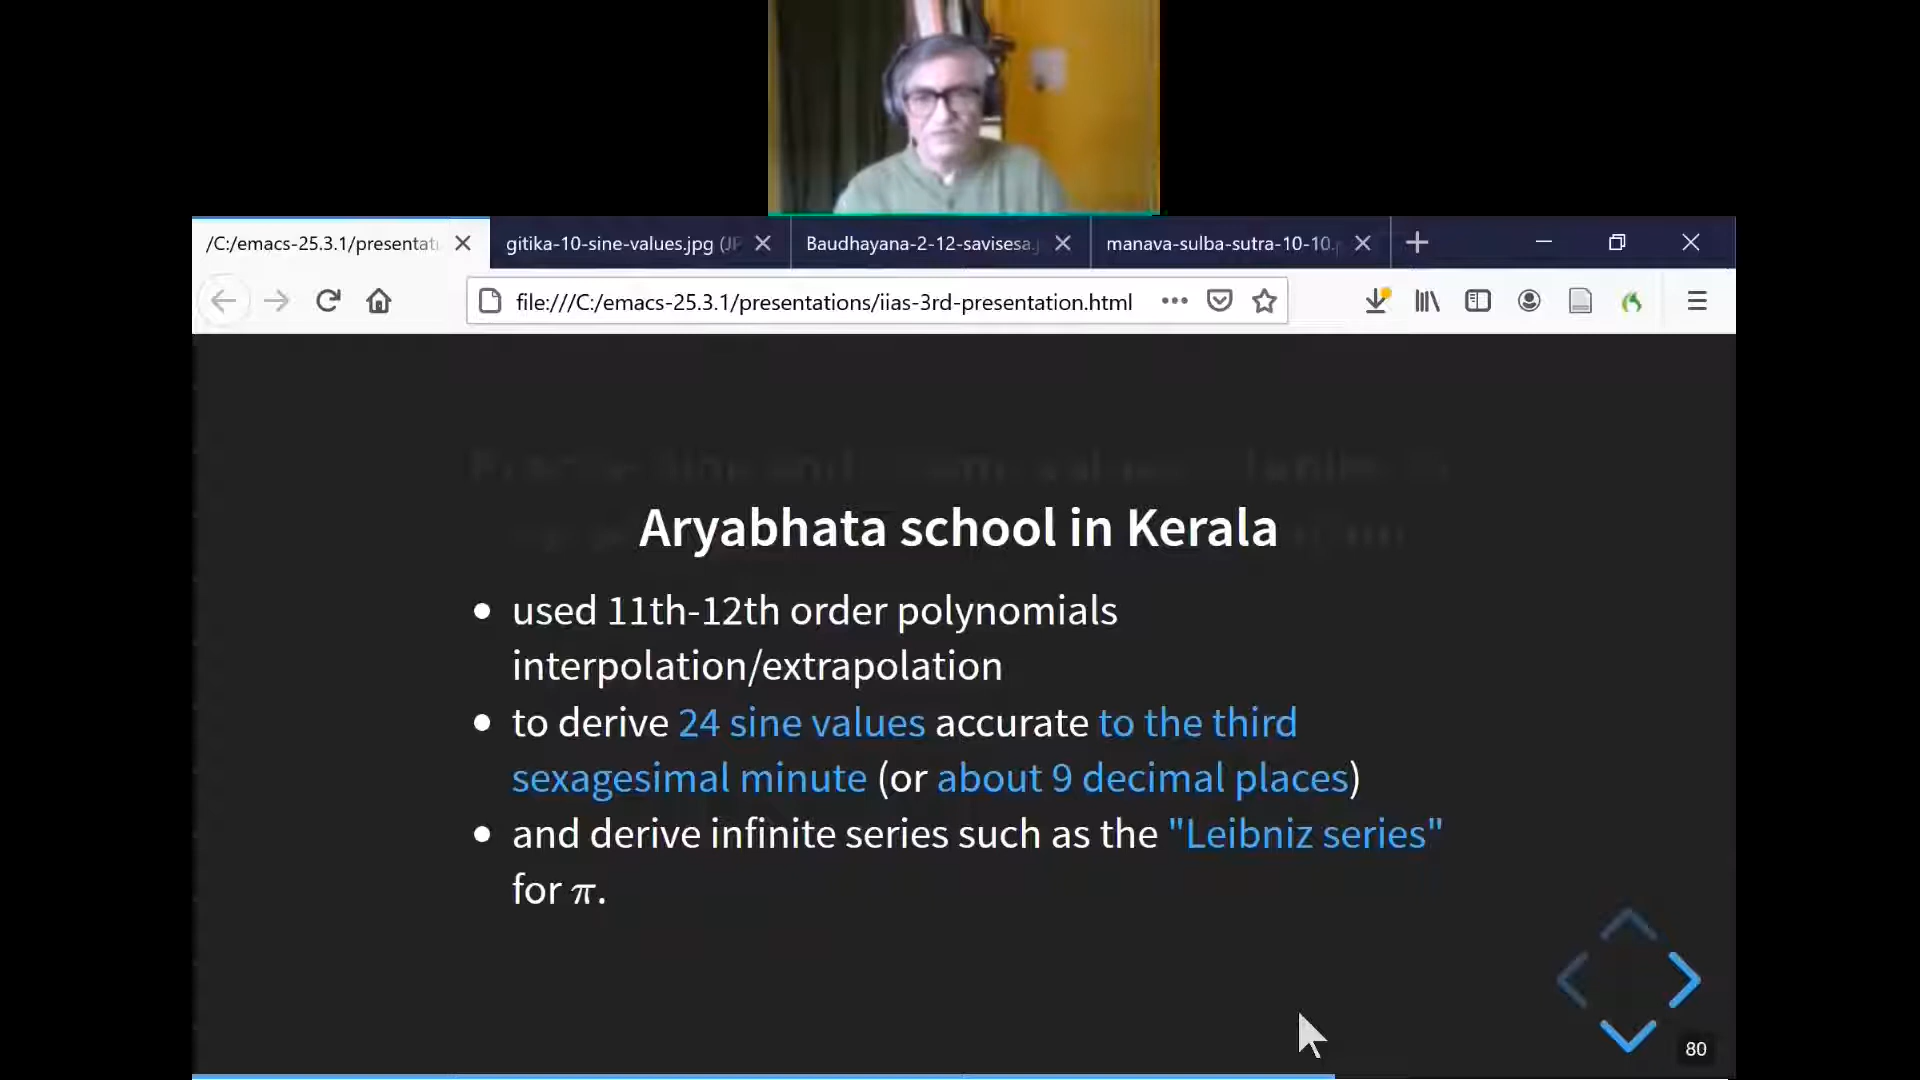 /C:/emacs-25.3.1/presentat
gitika-10-sine-values.jpg (JP
Baudhayana-2-12-savisesa.
manava-sulba-sutra-10-10.
file:///C:/emacs-25.3.1/presentations/iias-3rd-presentation.html
Aryabhata school in Kerala
• used 11th-12th order polynomials
interpolation/extrapolation
• to derive 24 sine values accurate to the third
sexagesimal minute (or about 9 decimal places)
• and derive infinite series such as the "Leibniz series"
for π.
80